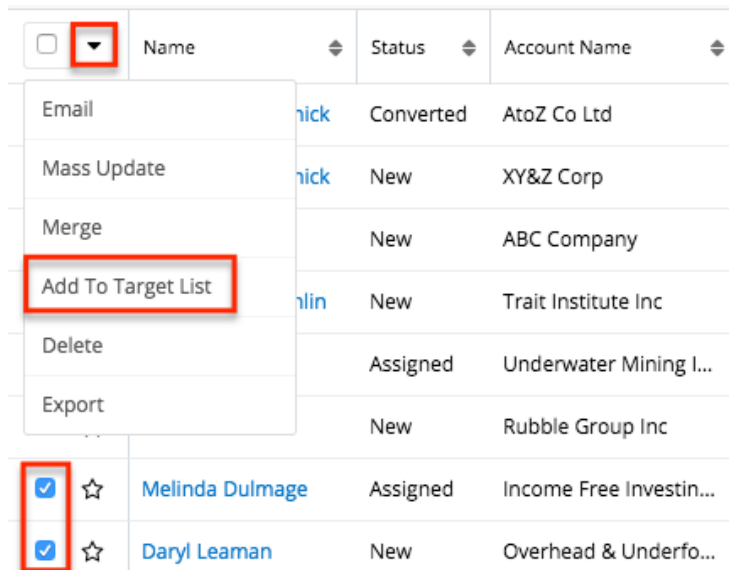 Name Status Account Name
Email
nick Converted AtoZ Co Ltd
Mass Update
nick New XY&Z Corp
Merge
New ABC Company
Add To Target List
nlin New Trait Institute Inc
Delete
Assigned Underwater Mining I...
Export
New Rubble Group Inc
Melinda Dulmage Assigned Income Free Investin...
Daryl Leaman New Overhead & Underfo...